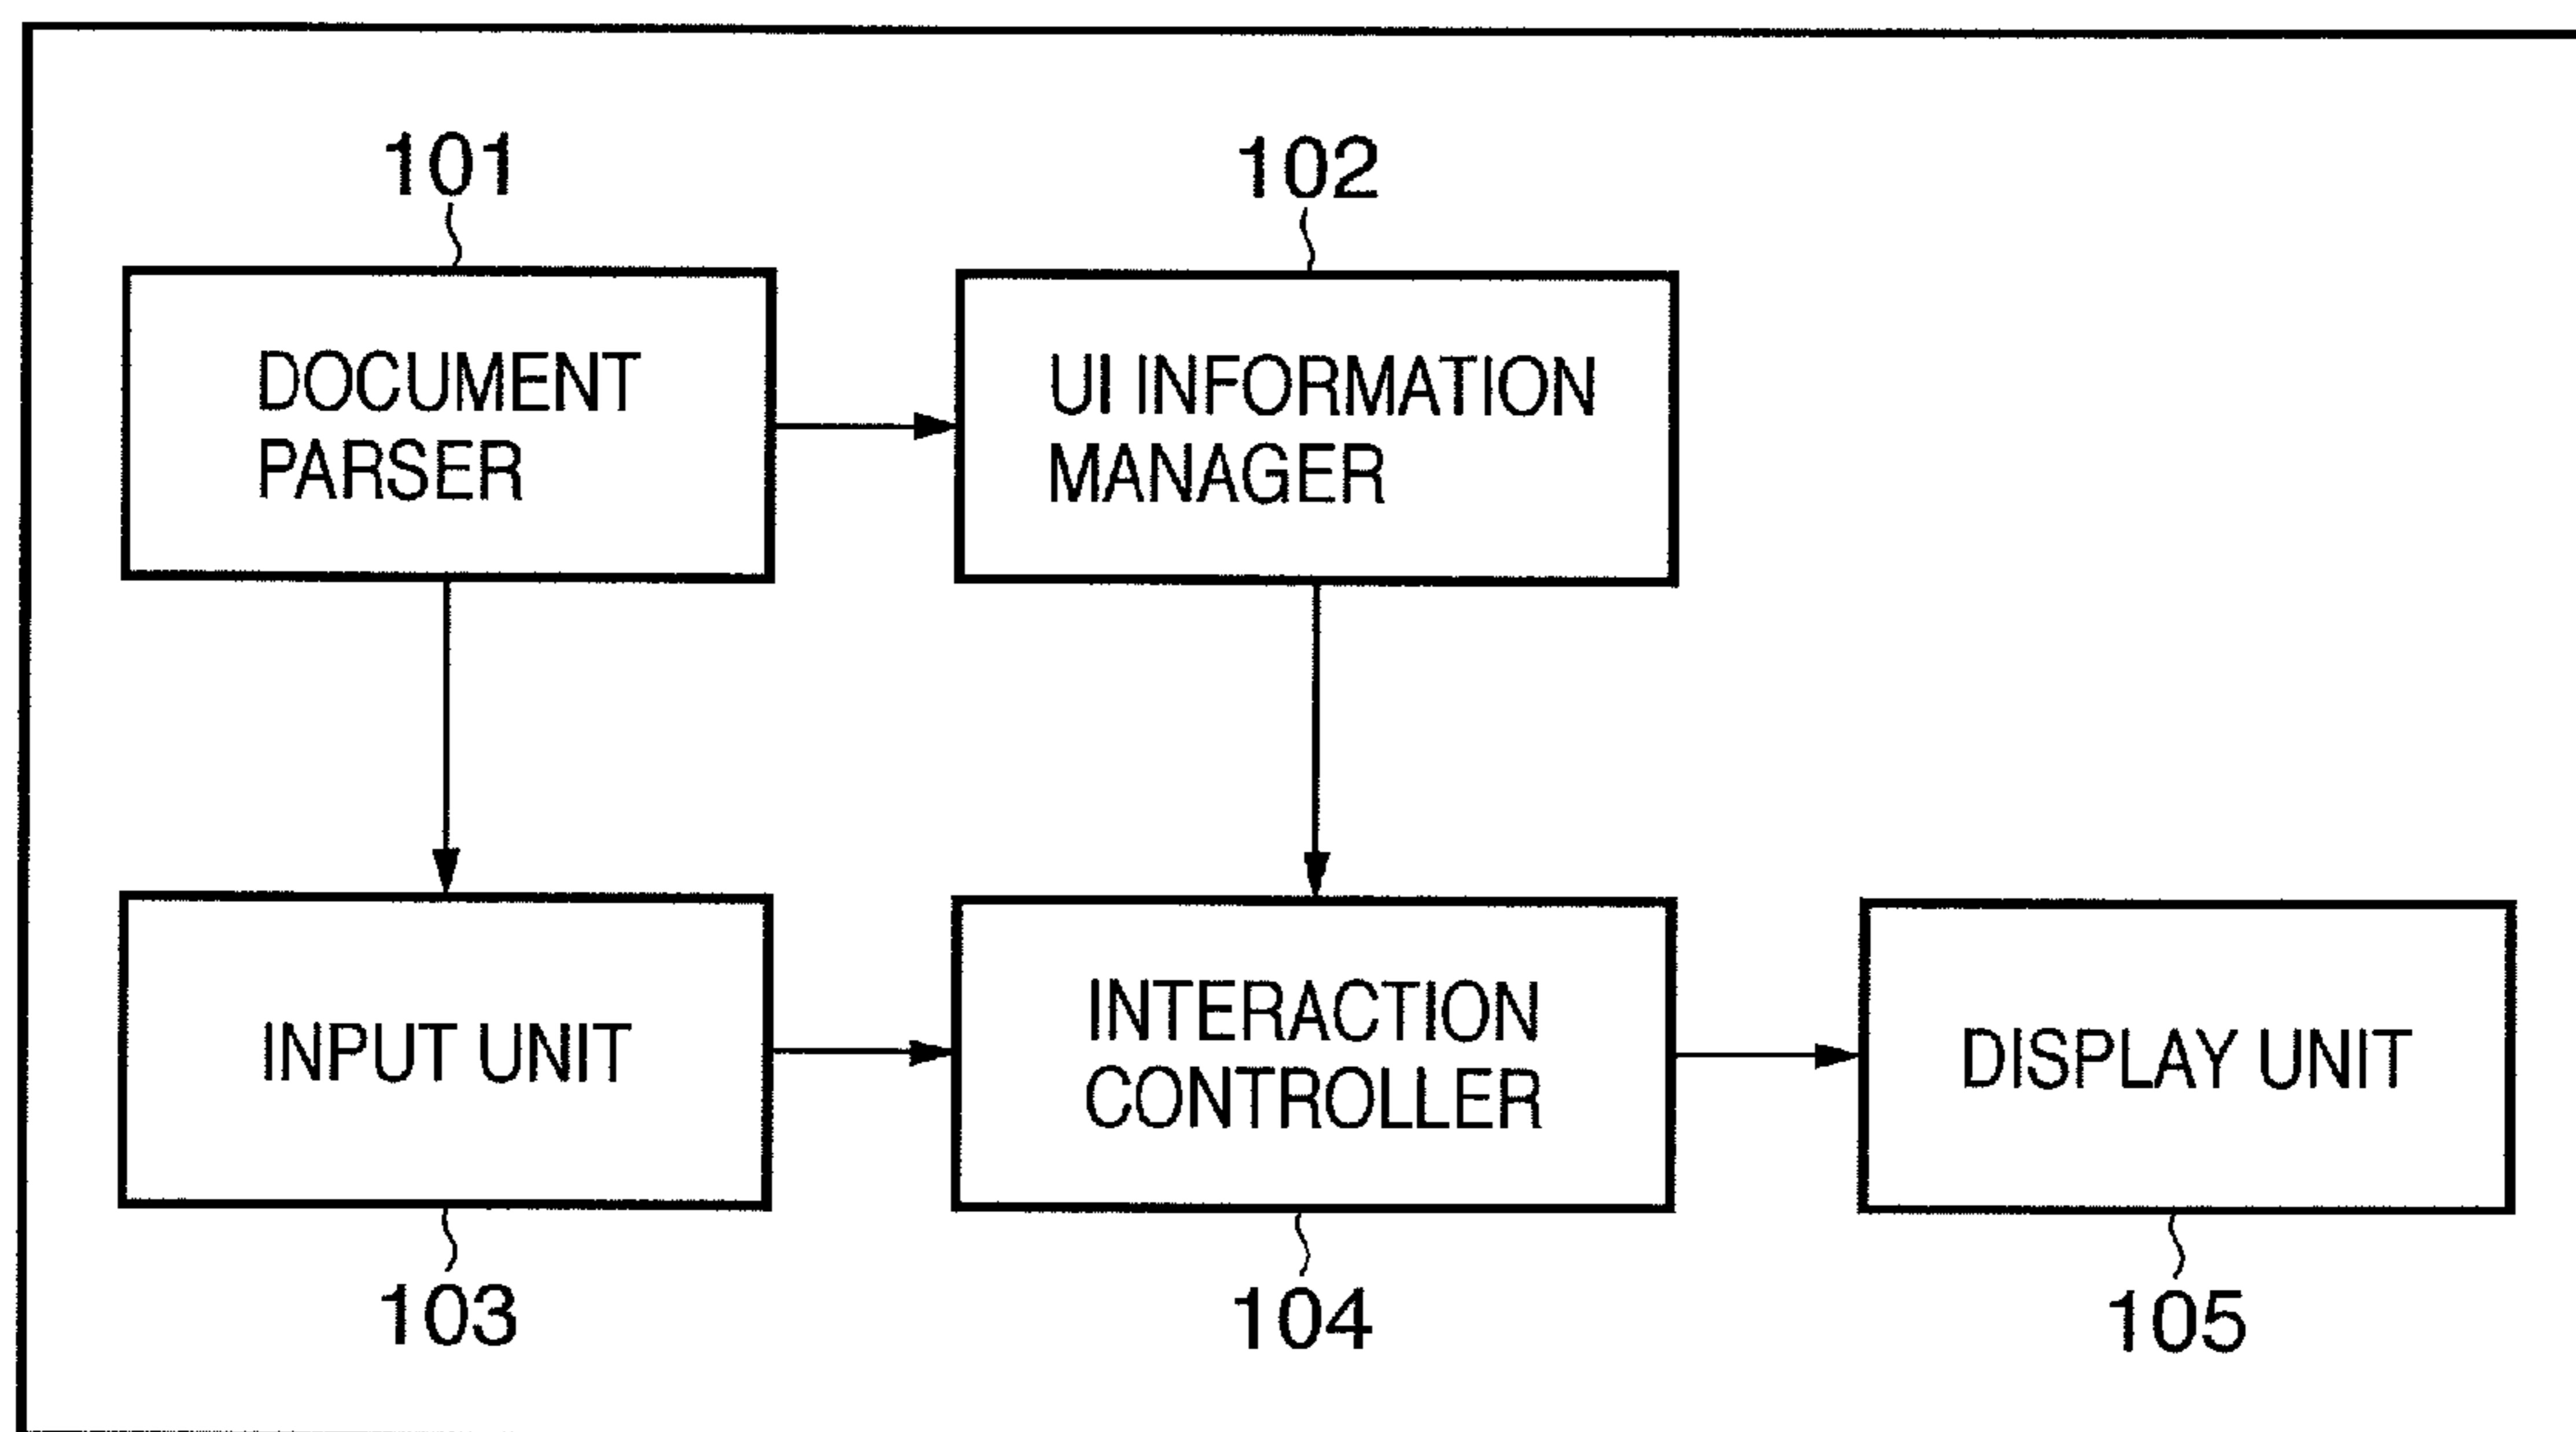 101
102
DOCUMENT
PARSER
UI INFORMATION
MANAGER
INPUT UNIT
INTERACTION
CONTROLLER
DISPLAY UNIT
103
104
105